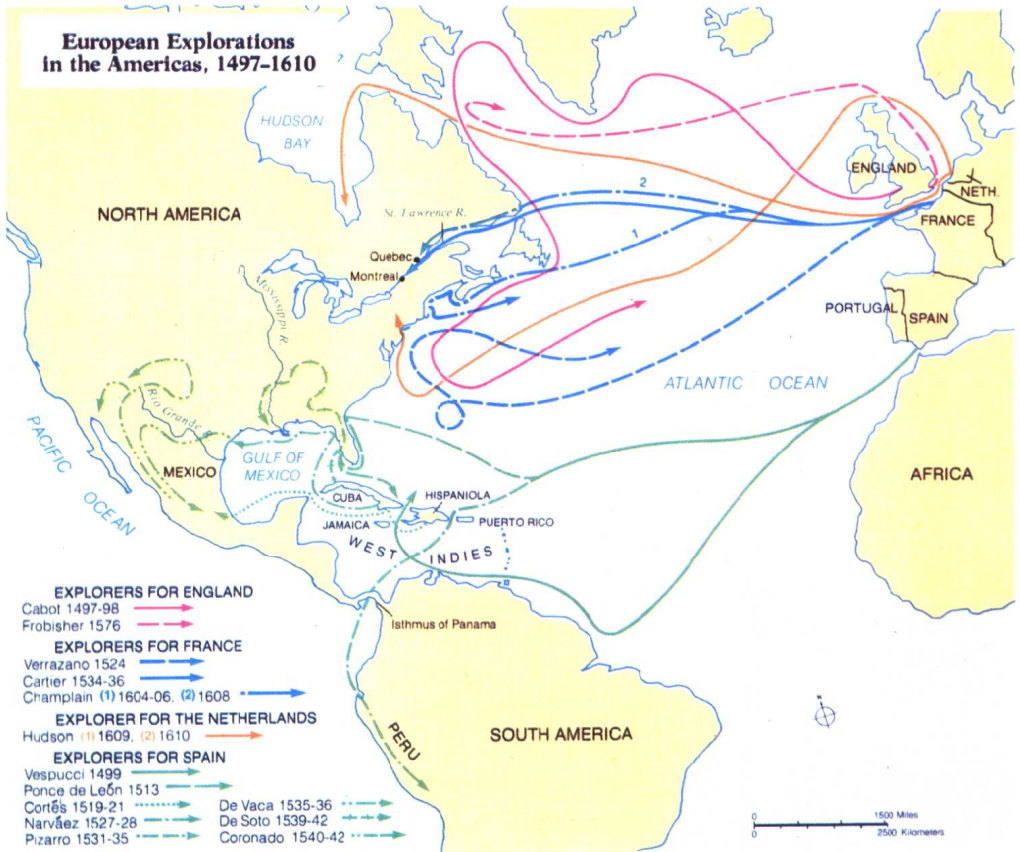 European Explorations
in the Americas, 1497–1610
HUDSON
BAY
ENGLAND
NETH.
FRANCE
2
NORTH AMERICA
St. Lawrence R.
1
Quebec
Montreal
Mississippi R.
PORTUGAL
SPAIN
ATLANTIC OCEAN
Rio Grande R.
PACIFIC OCEAN
MEXICO
GULF OF
MEXICO
AFRICA
CUBA
HISPANIOLA
JAMAICA
PUERTO RICO
WEST INDIES
Isthmus of Panama
PERU
SOUTH AMERICA
EXPLORERS FOR ENGLAND
Cabot 1497-98
Frobisher 1576
EXPLORERS FOR FRANCE
Verrazano 1524
Cartier 1534-36
Champlain (1) 1604-06, (2) 1608
EXPLORER FOR THE NETHERLANDS
Hudson (1) 1609, (2) 1610
EXPLORERS FOR SPAIN
Vespucci 1499
Ponce de León 1513
Cortés 1519-21
De Vaca 1535-36
Narváez 1527-28
De Soto 1539-42
Pizarro 1531-35
Coronado 1540-42
0 1500 Miles
0 2500 Kilometers